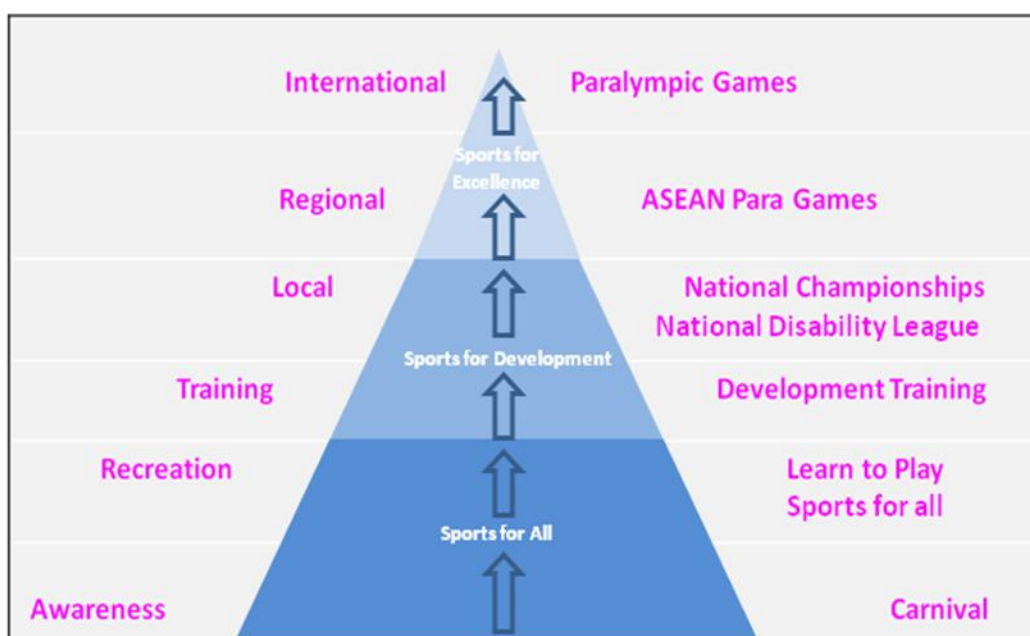 International
Paralympic Games
Sports for
Excellence
Regional
ASEAN Para Games
Local
National Championships
National Disability League
Sports for Development
Training
Development Training
Recreation
Learn to Play
Sports for all
Sports for All
Awareness
Carnival